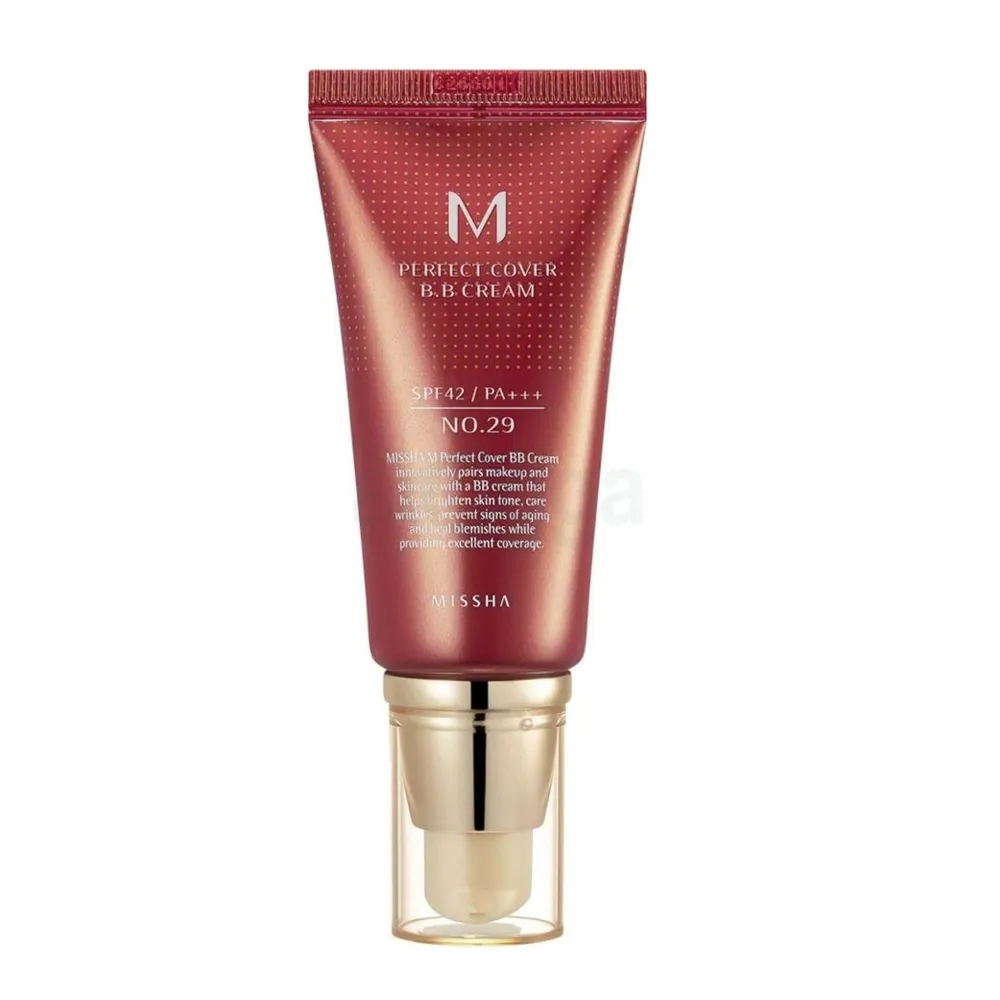 M
PERFECT COVER
B.B CREAM
SPF42 / PA+++
NO.29
MISSHA M Perfect Cover BB Cream
innovatively pairs makeup and
skincare with a BB cream that
helps brighten skin tone, care
wrinkles, prevent signs of aging
and heal blemishes while
providing excellent coverage.
MISSHA